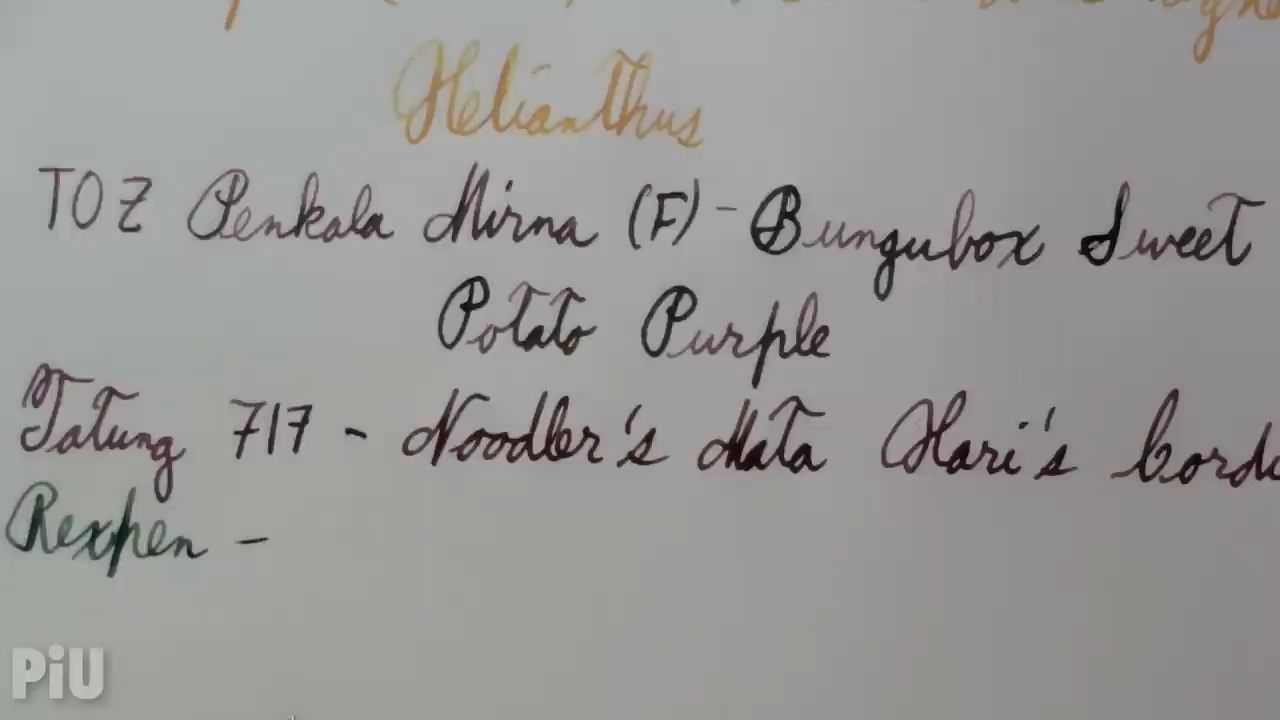 Helianthus
TOZ Penkala Mirna (F) - Bungubox Sweet
Potato Purple
Tatung 717 - Noodler's Mata Hari's
Rexpen -
PiU